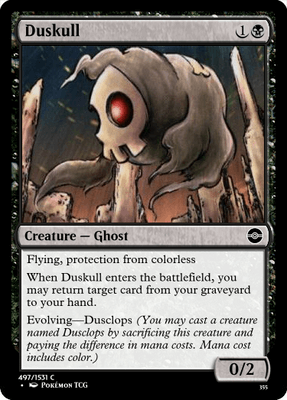 Duskull 1
Creature — Ghost
Flying, protection from colorless
When Duskull enters the battlefield, you
may return target card from your graveyard
to your hand.
Evolving—Dusclops (You may cast a creature
named Dusclops by sacrificing this creature
and paying the difference in mana costs. Mana cost
includes color.)
0/2
497/1531 C
• Pokémon TCG